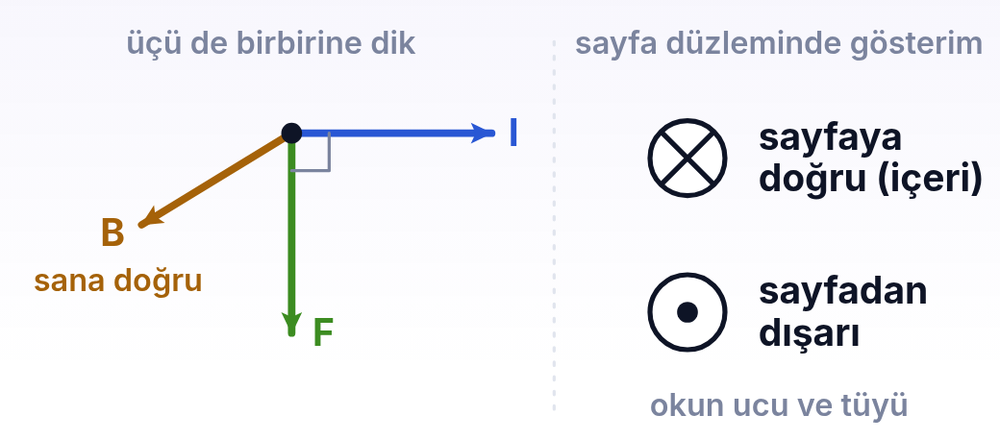 üçü de birbirine dik
I
B
sana doğru
F
sayfa düzleminde gösterim
sayfaya
doğru (içeri)
sayfadan
dışarı
okun ucu ve tüyü